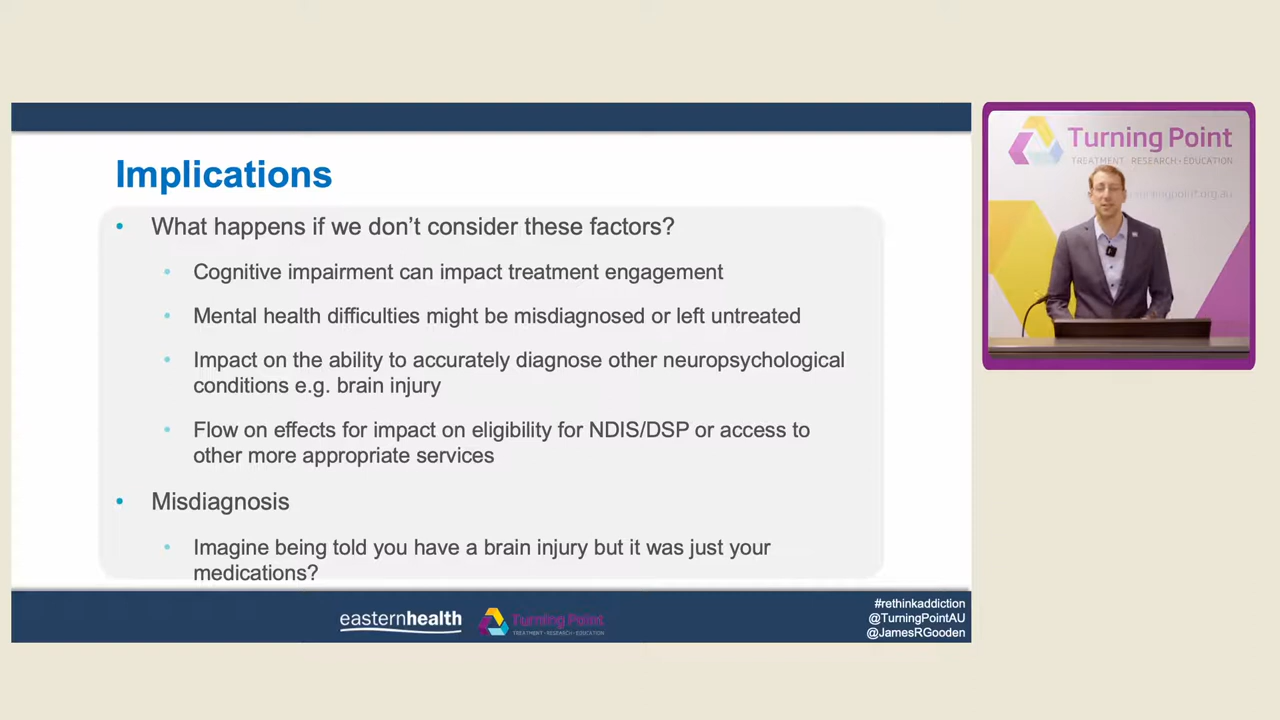 Implications
• What happens if we don't consider these factors?
• Cognitive impairment can impact treatment engagement
• Mental health difficulties might be misdiagnosed or left untreated
• Impact on the ability to accurately diagnose other neuropsychological
conditions e.g. brain injury
• Flow on effects for impact on eligibility for NDIS/DSP or access to
other more appropriate services
• Misdiagnosis
• Imagine being told you have a brain injury but it was just your
medications?
easternhealth
Turning Point
TREATMENT • RESEARCH • EDUCATION
#rethinkaddiction
@TurningPointAU
@JamesRGooden
Turning Point
TREATMENT • RESEARCH • EDUCATION